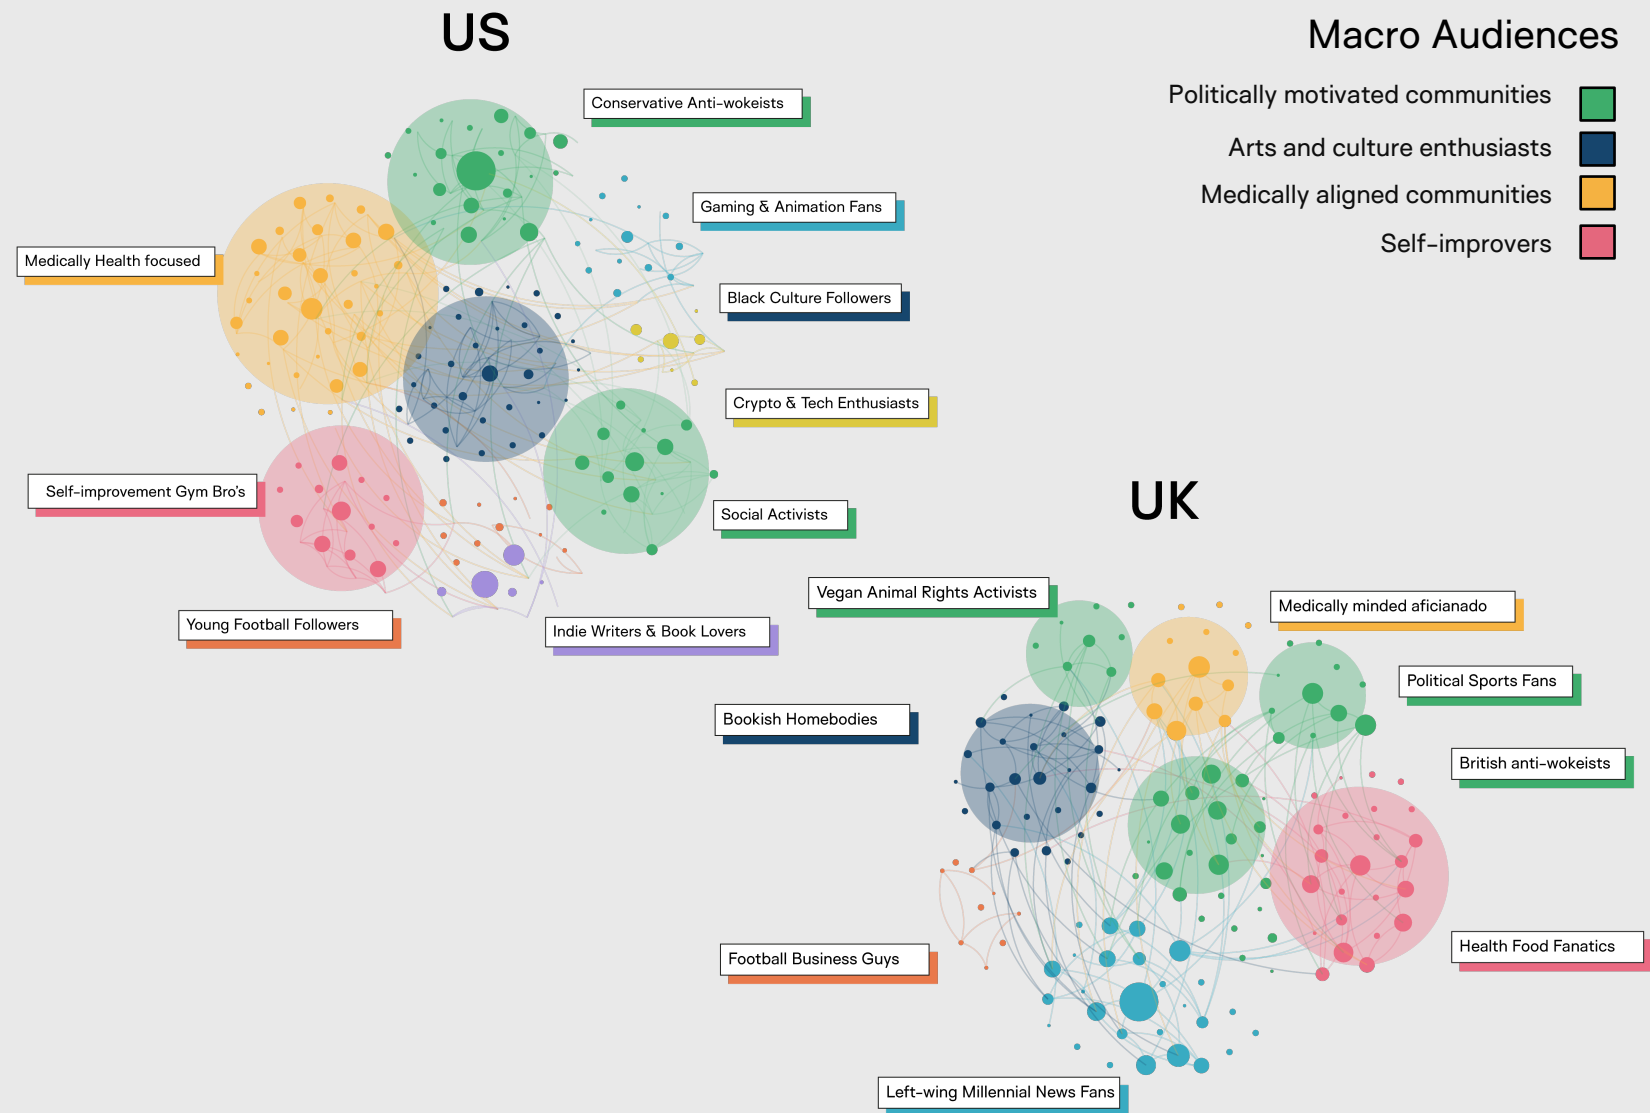 US
Macro Audiences
Politically motivated communities
Arts and culture enthusiasts
Medically aligned communities
Self-improvers
Conservative Anti-wokeists
Gaming & Animation Fans
Medically Health focused
Black Culture Followers
Crypto & Tech Enthusiasts
Self-improvement Gym Bro's
Social Activists
Young Football Followers
Indie Writers & Book Lovers
UK
Vegan Animal Rights Activists
Medically minded aficianado
Political Sports Fans
Bookish Homebodies
British anti-wokeists
Football Business Guys
Health Food Fanatics
Left-wing Millennial News Fans